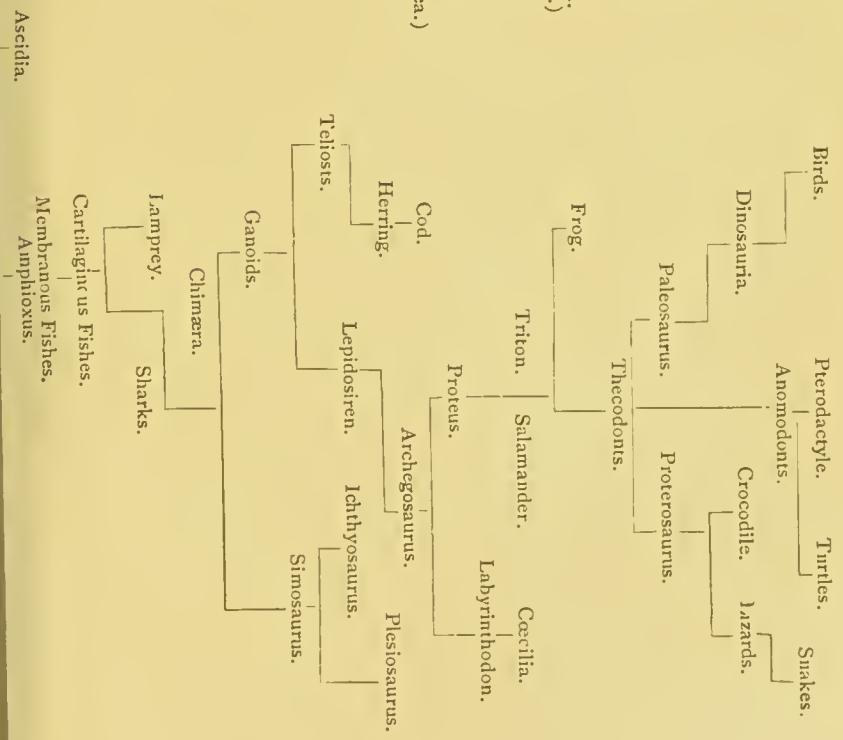 Birds. Pterodactyle. Turtles. Snakes.
Anomodonts.
Dinosauria. Crocodile. Lizards.
Paleosaurus. Proterosaurus.
Thecodonts.
Frog.
Triton. Salamander. Cœcilia.
Labyrinthodon.
Proteus.
ea.) Cod.
Archegosaurus.
Herring. Plesiosaurus.
Lepidosiren. Ichthyosaurus.
Teliosts.
Simosaurus.
Ganoids.
Chimæra.
Lamprey. Sharks.
Cartilaginous Fishes.
Membranous Fishes.
Amphioxus.
Ascidia.